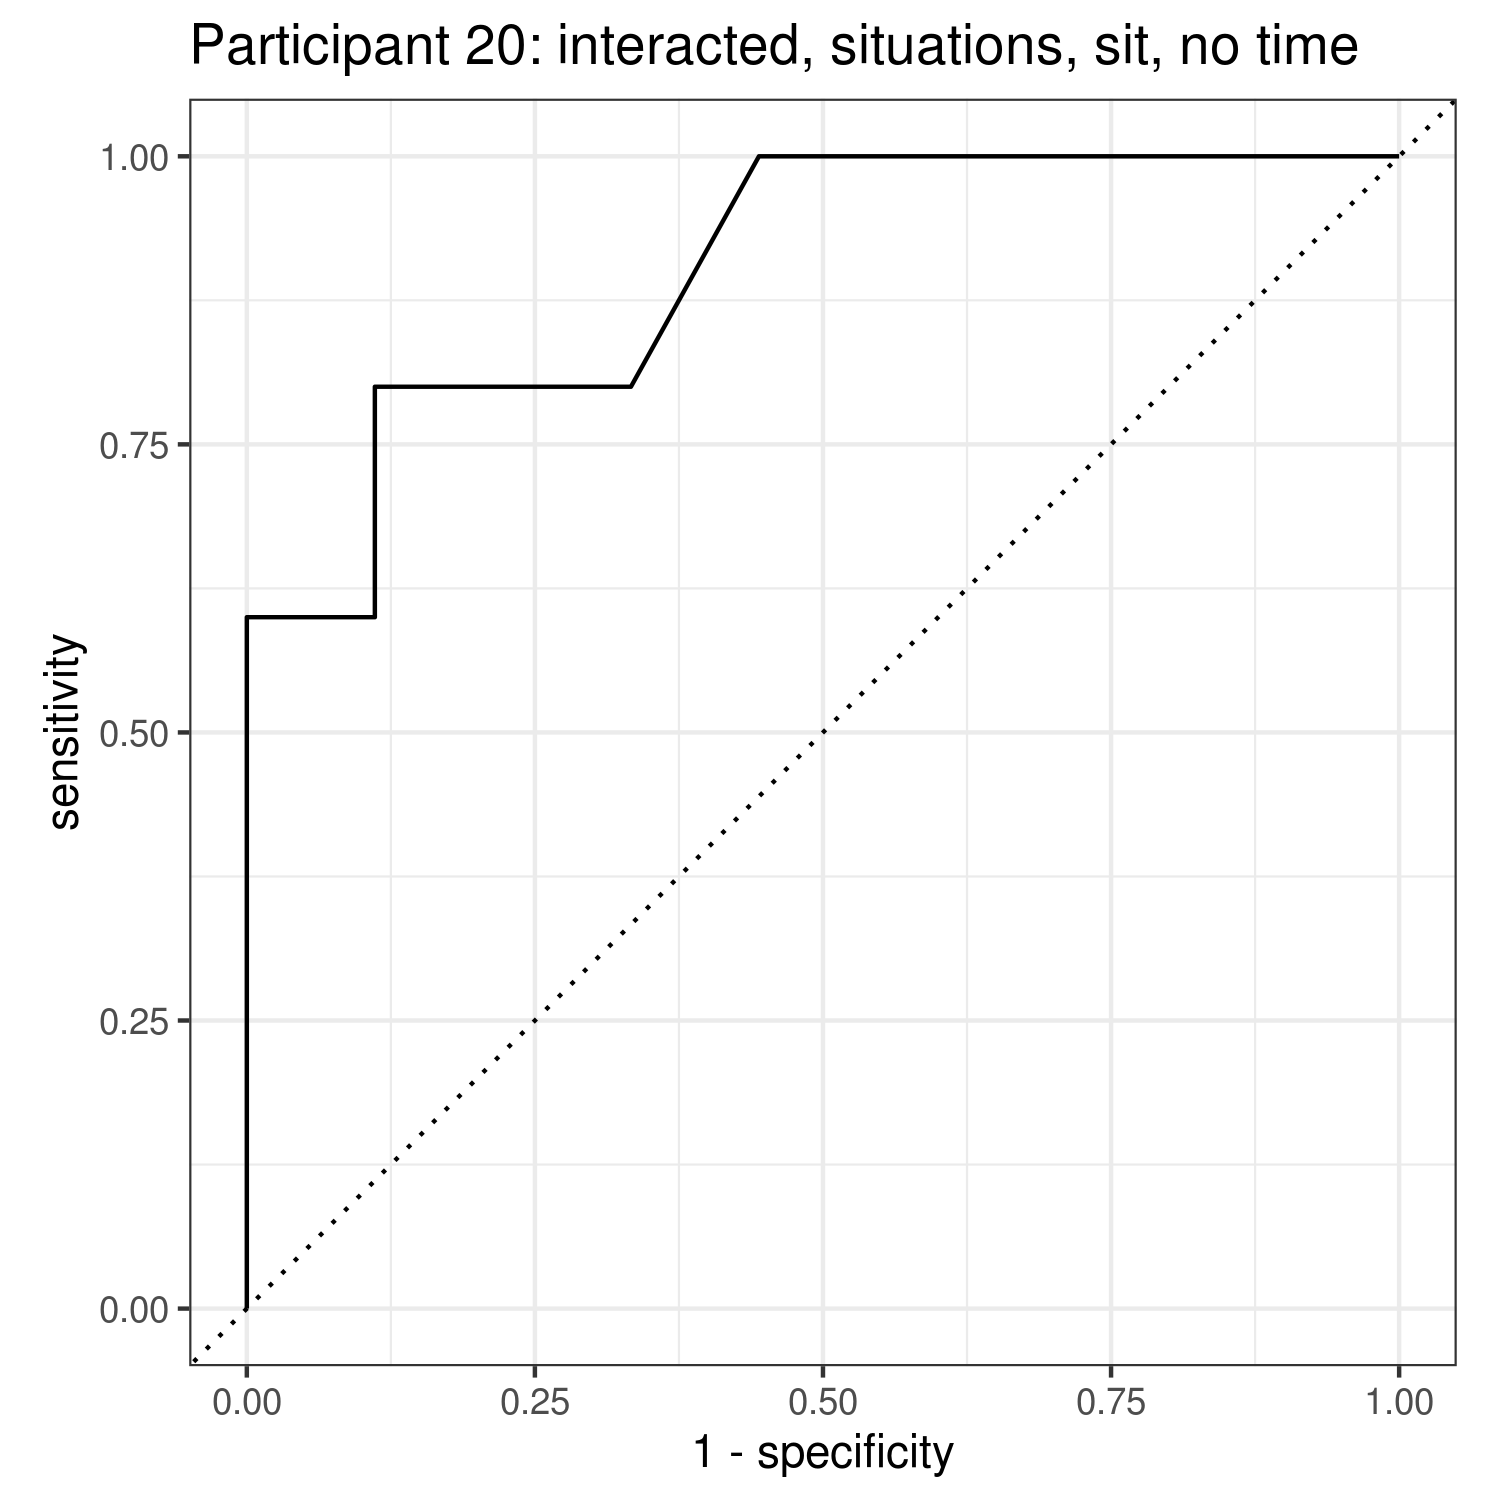 Participant 20: interacted, situations, sit, no time
1.00
0.75
0.50
0.25
0.00
sensitivity
0.00 0.25 0.50 0.75 1.00
1 - specificity